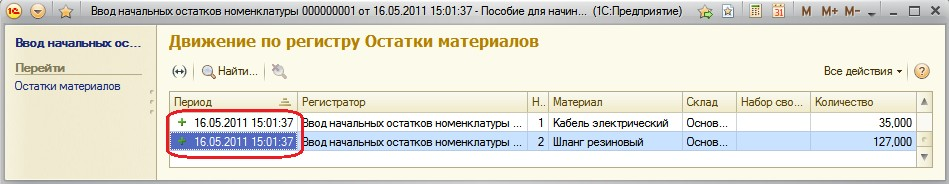 Ввод начальных остатков номенклатуры 000000001 от 16.05.2011 15:01:37 - Пособие для начин... (1С:Предприятие) M M+ M-
Ввод начальных ос...
Перейти
Остатки материалов
Движение по регистру Остатки материалов
Найти... Все действия
Период Регистратор Н... Материал Склад Набор сво... Количество
16.05.2011 15:01:37 Ввод начальных остатков номенклатуры ... 1 Кабель электрический Основ... 35,000
16.05.2011 15:01:37 Ввод начальных остатков номенклатуры ... 2 Шланг резиновый Основ... 127,000